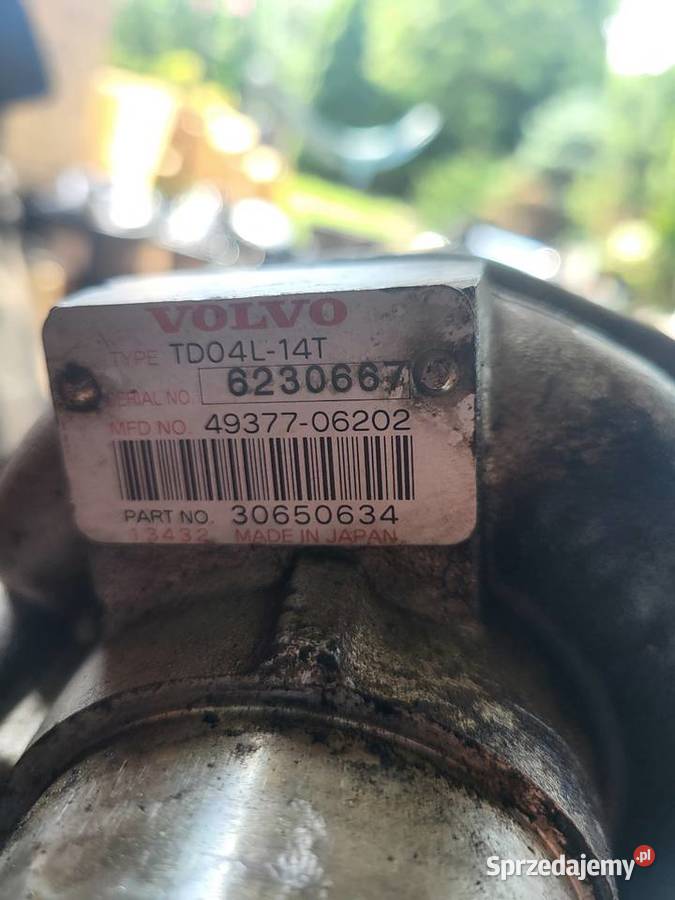 VOLVO
TYPE TD04L-14T
SERIAL NO. 6230667
MFD NO. 49377-06202
PART NO. 30650634
13432 MADE IN JAPAN
Sprzedajemy.pl